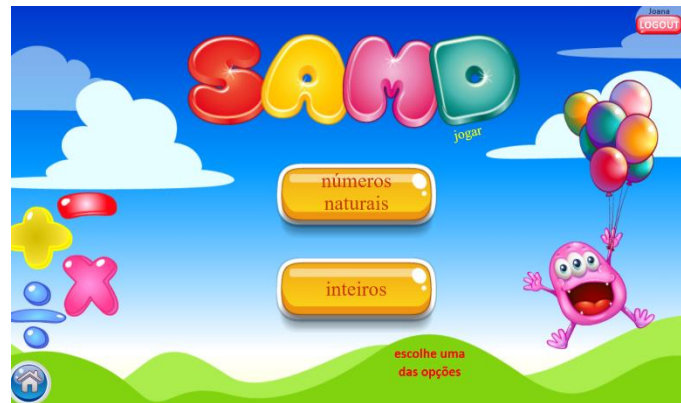 Joana
LOGOUT
SAMD
jogar
números
naturais
inteiros
escolhe uma
das opções